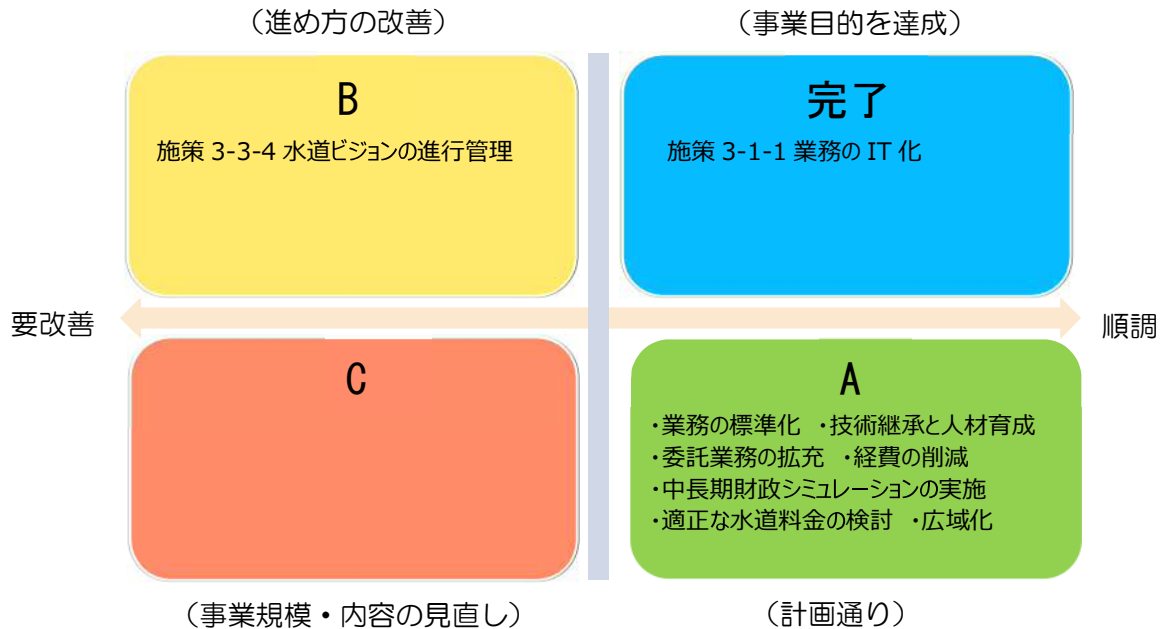 （進め方の改善）
（事業目的を達成）
B
施策 3-3-4 水道ビジョンの進行管理
完了
施策 3-1-1 業務の IT 化
要改善
順調
C
A
・業務の標準化 ・技術継承と人材育成
・委託業務の拡充 ・経費の削減
・中長期財政シミュレーションの実施
・適正な水道料金の検討 ・広域化
（事業規模・内容の見直し）
（計画通り）